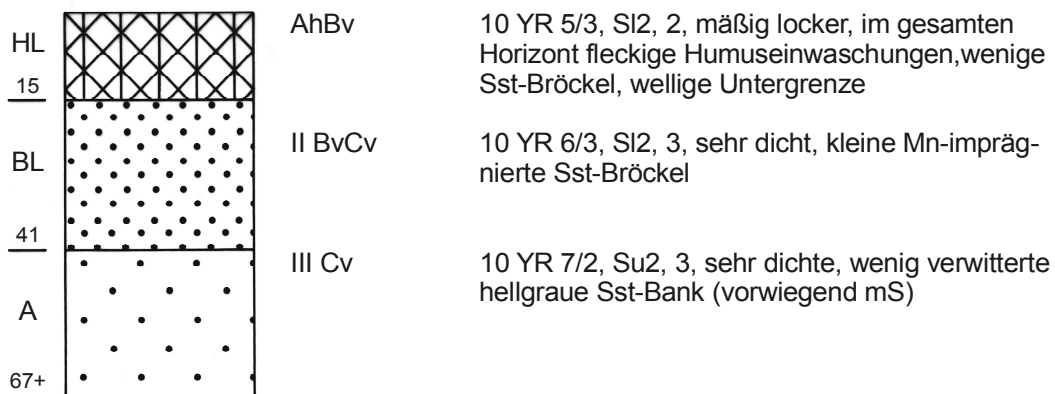 HL
15
AhBv
10 YR 5/3, Sl2, 2, mäßig locker, im gesamten
Horizont fleckige Humuseinwaschungen,wenige
Sst-Bröckel, wellige Untergrenze
BL
41
II BvCv
10 YR 6/3, Sl2, 3, sehr dicht, kleine Mn-impräg-
nierte Sst-Bröckel
A
67+
III Cv
10 YR 7/2, Su2, 3, sehr dichte, wenig verwitterte
hellgraue Sst-Bank (vorwiegend mS)